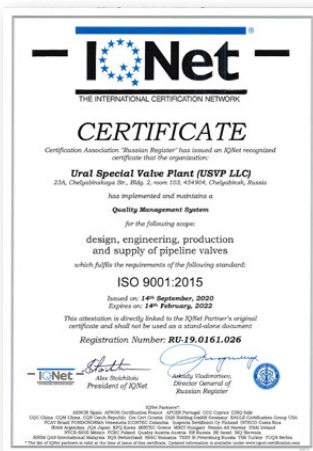 IQNet
THE INTERNATIONAL CERTIFICATION NETWORK
CERTIFICATE
Certification Association "Russian Register" has issued an IQNet recognized
certificate that the organization:
Ural Special Valve Plant (USVP LLC)
23A, Chelyabinskaya Str., Bldg. 2, room 103, 454904, Chelyabinsk, Russia
has implemented and maintains a
Quality Management System
for the following scope:
design, engineering, production
and supply of pipeline valves
which fulfils the requirements of the following standard:
ISO 9001:2015
Issued on: 14th September, 2020
Expires on: 14th February, 2022
This attestation is directly linked to the IQNet Partner's original
certificate and shall not be used as a stand-alone document
Registration Number: RU-19.0161.026
IQNet
Alex Stoichitoiu
President of IQNet
Arkady Vladimirtsev,
Director General of
Russian Register
IQNet Partners*: